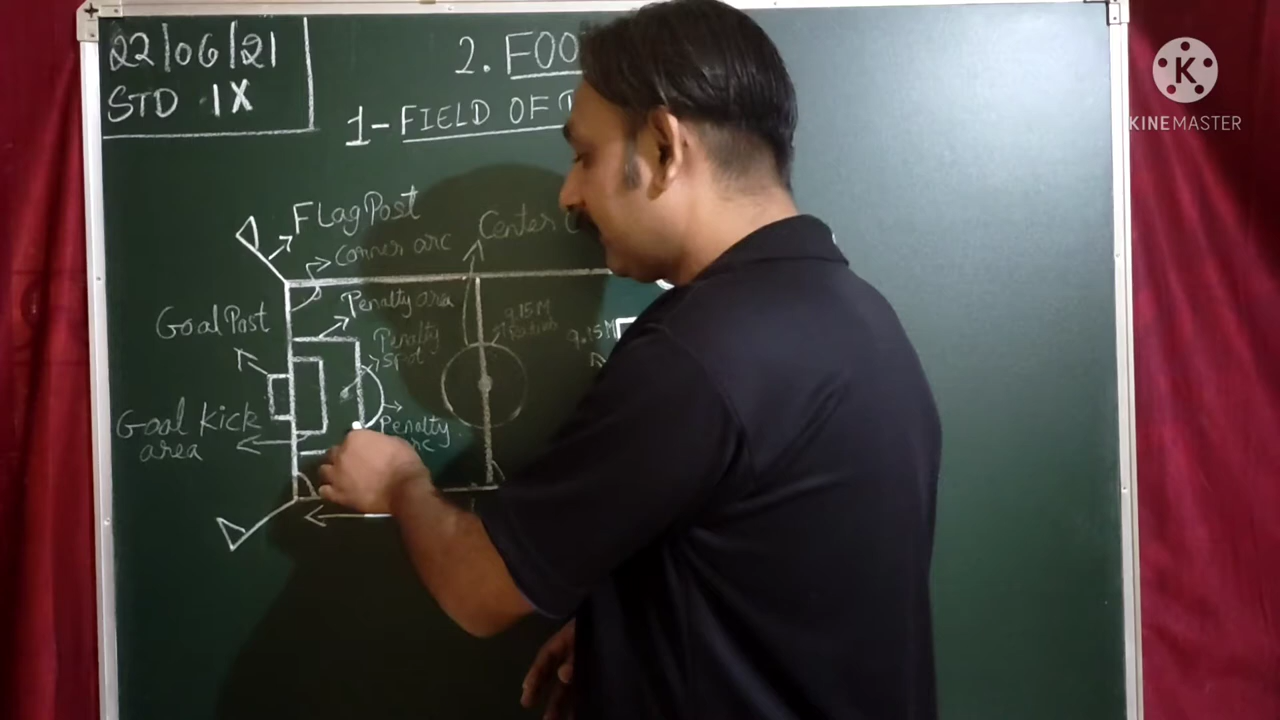 22/06/21
STD IX
2. FOO
1- FIELD OF
Flag Post
Corner arc
Center
Goal Post
Penalty area
Penalty
Spot
9.15M
Radius
9.15M
Goal Kick
area
Penalty
K
KINEMASTER